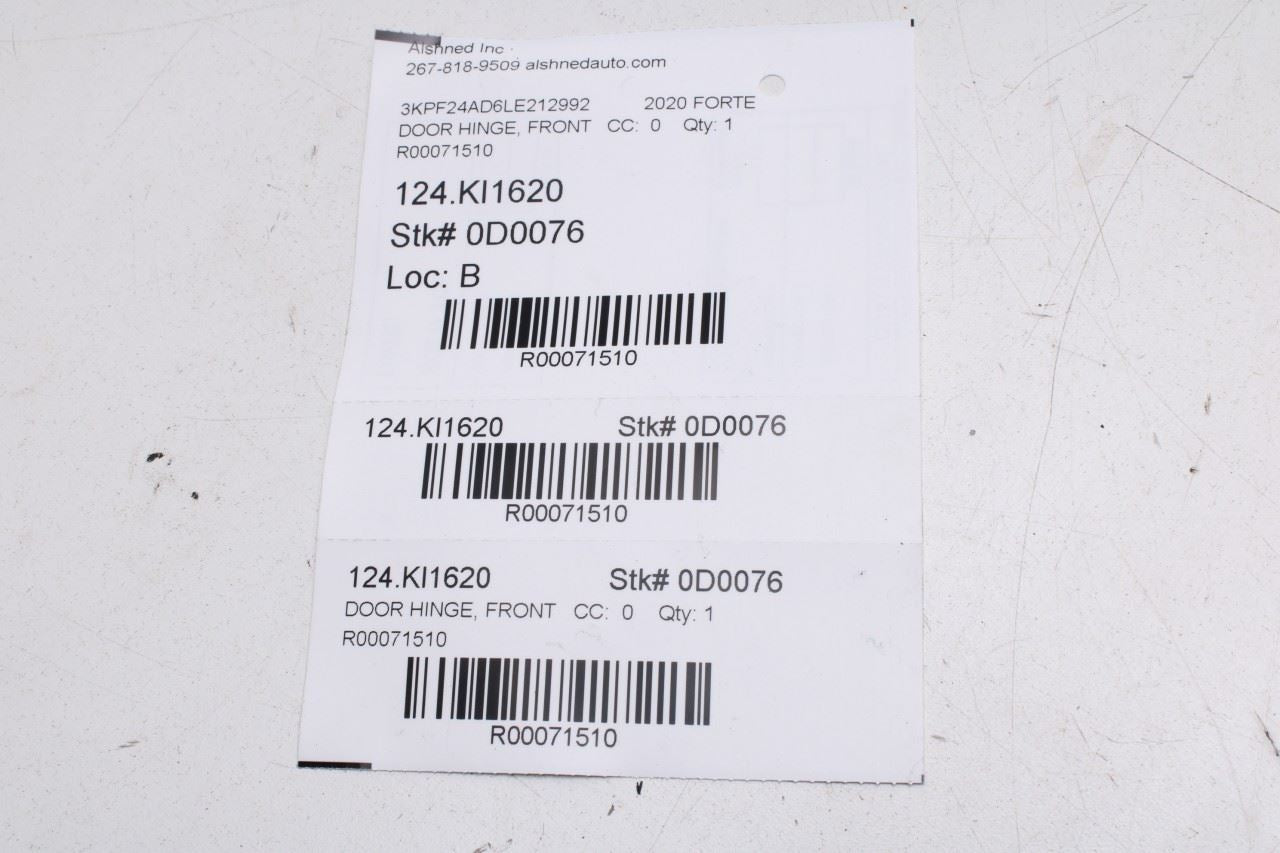 Alshned Inc
267-818-9509 alshnedauto.com
3KPF24AD6LE212992 2020 FORTE
DOOR HINGE, FRONT CC: 0 Qty: 1
R00071510
124.KI1620
Stk# 0D0076
Loc: B
R00071510
124.KI1620 Stk# 0D0076
R00071510
124.KI1620 Stk# 0D0076
DOOR HINGE, FRONT CC: 0 Qty: 1
R00071510
R00071510